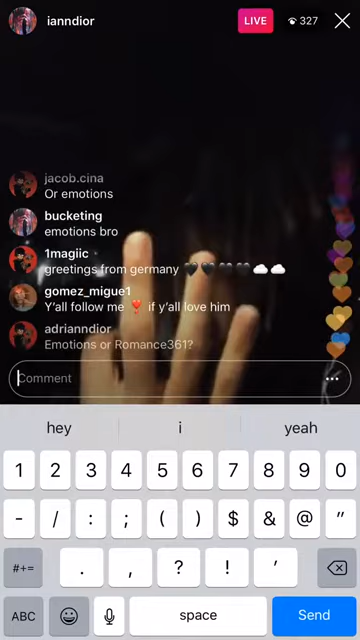 ianndior
LIVE
327
jacob.cina
Or emotions
bucketing
emotions bro
1magiic
greetings from germany 🖤🖤🖤🖤☁️☁️
gomez_migue1
Y'all follow me ❣️ if y'all love him
adrianndior
Emotions or Romance361?
Comment
hey i yeah
1 2 3 4 5 6 7 8 9 0
- / : ; ( ) $ & @ "
#+= . , ? ! '
ABC space Send